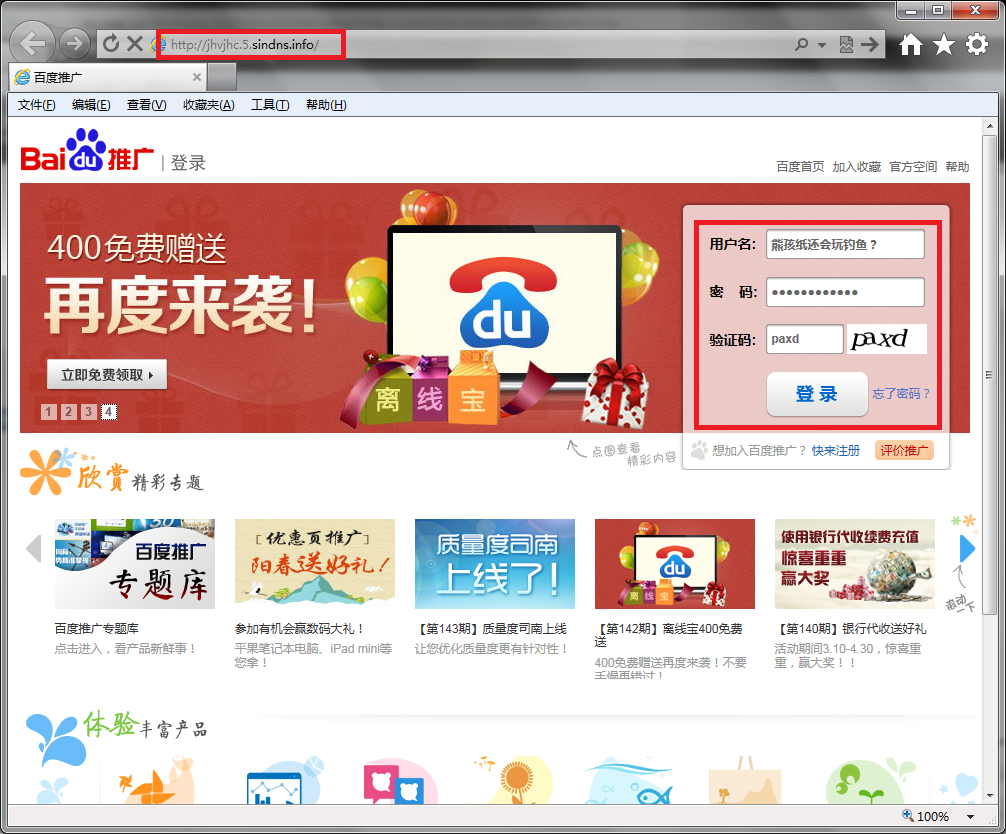 http://jhvjhc.5.sindns.info/
百度推广
文件(F) 编辑(E) 查看(V) 收藏夹(A) 工具(T) 帮助(H)
Bai du 推广 | 登录
百度首页 加入收藏 官方空间 帮助
400免费赠送
再度来袭!
立即免费领取
1 2 3 4
du
离 线 宝
用户名: 熊孩纸还会玩钓鱼？
密 码: ●●●●●●●●●●●●
验证码: paxd paxd
登录 忘了密码？
想加入百度推广？ 快来注册 评价推广
点图查看
精彩内容
欣赏 精彩专题
百度推广
专题库
[优惠页推广]
阳春送好礼!
质量度司南
上线了!
du
离 线 宝
使用银行代收续费充值
惊喜重重
赢大奖
滚动
一下
百度推广专题库
点击进入，看产品新鲜事！
参加有机会赢数码大礼！
平果笔记本电脑、iPad mini等
您拿！
【第143期】质量度司南上线
让您优化质量度更有针对性！
【第142期】离线宝400免费
送
400免费赠送再度来袭！不要
手慢再错过！
【第140期】银行代收送好礼
活动期间3.10-4.30，惊喜重
重，赢大奖！！
体验 丰富产品
100%